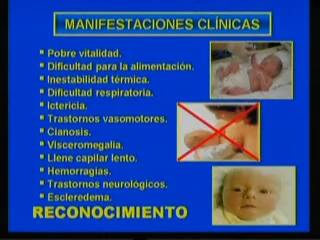 MANIFESTACIONES CLÍNICAS
Pobre vitalidad.
Dificultad para la alimentación.
Inestabilidad térmica.
Dificultad respiratoria.
Ictericia.
Trastornos vasomotores.
Cianosis.
Visceromegalia.
Llene capilar lento.
Hemorragias.
Trastornos neurológicos.
Escleredema.
RECONOCIMIENTO